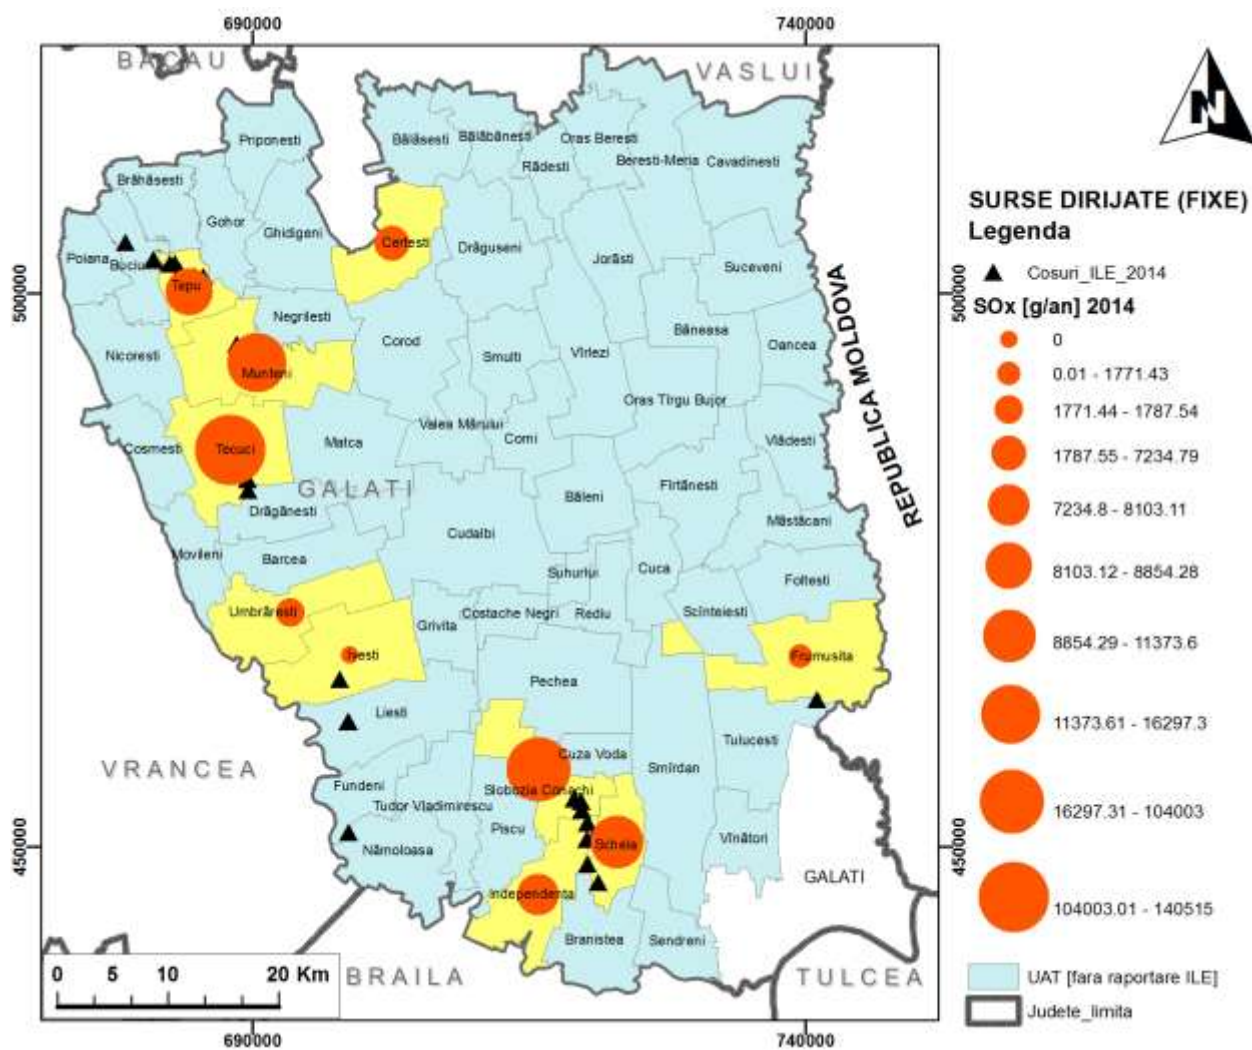 690000
740000
BACAU
VASLUI
Priponesti
Bălăsesti
Bălăbănesti
Oras Beresti
Rădesti
Beresti-Meria
Cavadinesti
Brăhăsesti
Gohor
Ghidigeni
Certesti
Drăguseni
Poiana
Buciu
Jorăsti
Suceveni
Tepu
500000
500000
Negrilesti
Corod
Băneasa
Oancea
Nicoresti
Smulti
Vîrlezi
Munteni
Oras Tîrgu Bujor
REPUBLICA MOLDOVA
Valea Mărului
Cosmesti
Tecuci
Matca
Comi
Vlădesti
GALATI
Băleni
Fîrtănesti
Drăgănesti
Cudalbi
Măstăcani
Movileni
Barcea
Suhurlui
Cuca
Foltesti
Umbrăresti
Grivita
Costache Negri
Rediu
Scînteiesti
Ivesti
Frumusita
Pechea
Liesti
Tulucesti
VRANCEA
Cuza Voda
Smîrdan
Fundeni
Slobozia Conachi
Tudor Vladimirescu
Piscu
Vînători
Nămoloasa
Scheia
450000
450000
GALATI
Independenta
Branistea
Sendreni
0 5 10 20 Km
BRAILA
TULCEA
690000
740000
N
SURSE DIRIJATE (FIXE)
Legenda
Cosuri_ILE_2014
SOx [g/an] 2014
0
0.01 - 1771.43
1771.44 - 1787.54
1787.55 - 7234.79
7234.8 - 8103.11
8103.12 - 8854.28
8854.29 - 11373.6
11373.61 - 16297.3
16297.31 - 104003
104003.01 - 140515
UAT [fara raportare ILE]
Judete_limita